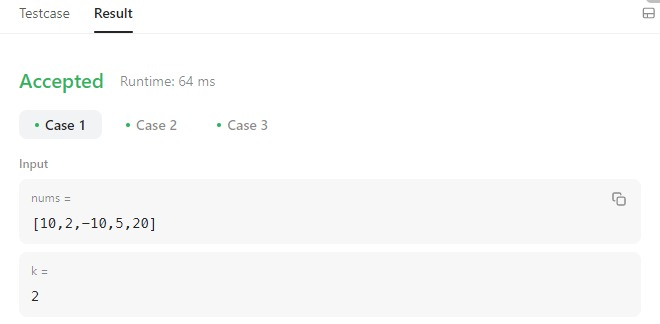 Testcase Result
Accepted Runtime: 64 ms
• Case 1 • Case 2 • Case 3
Input
nums =
[10,2,-10,5,20]
k =
2